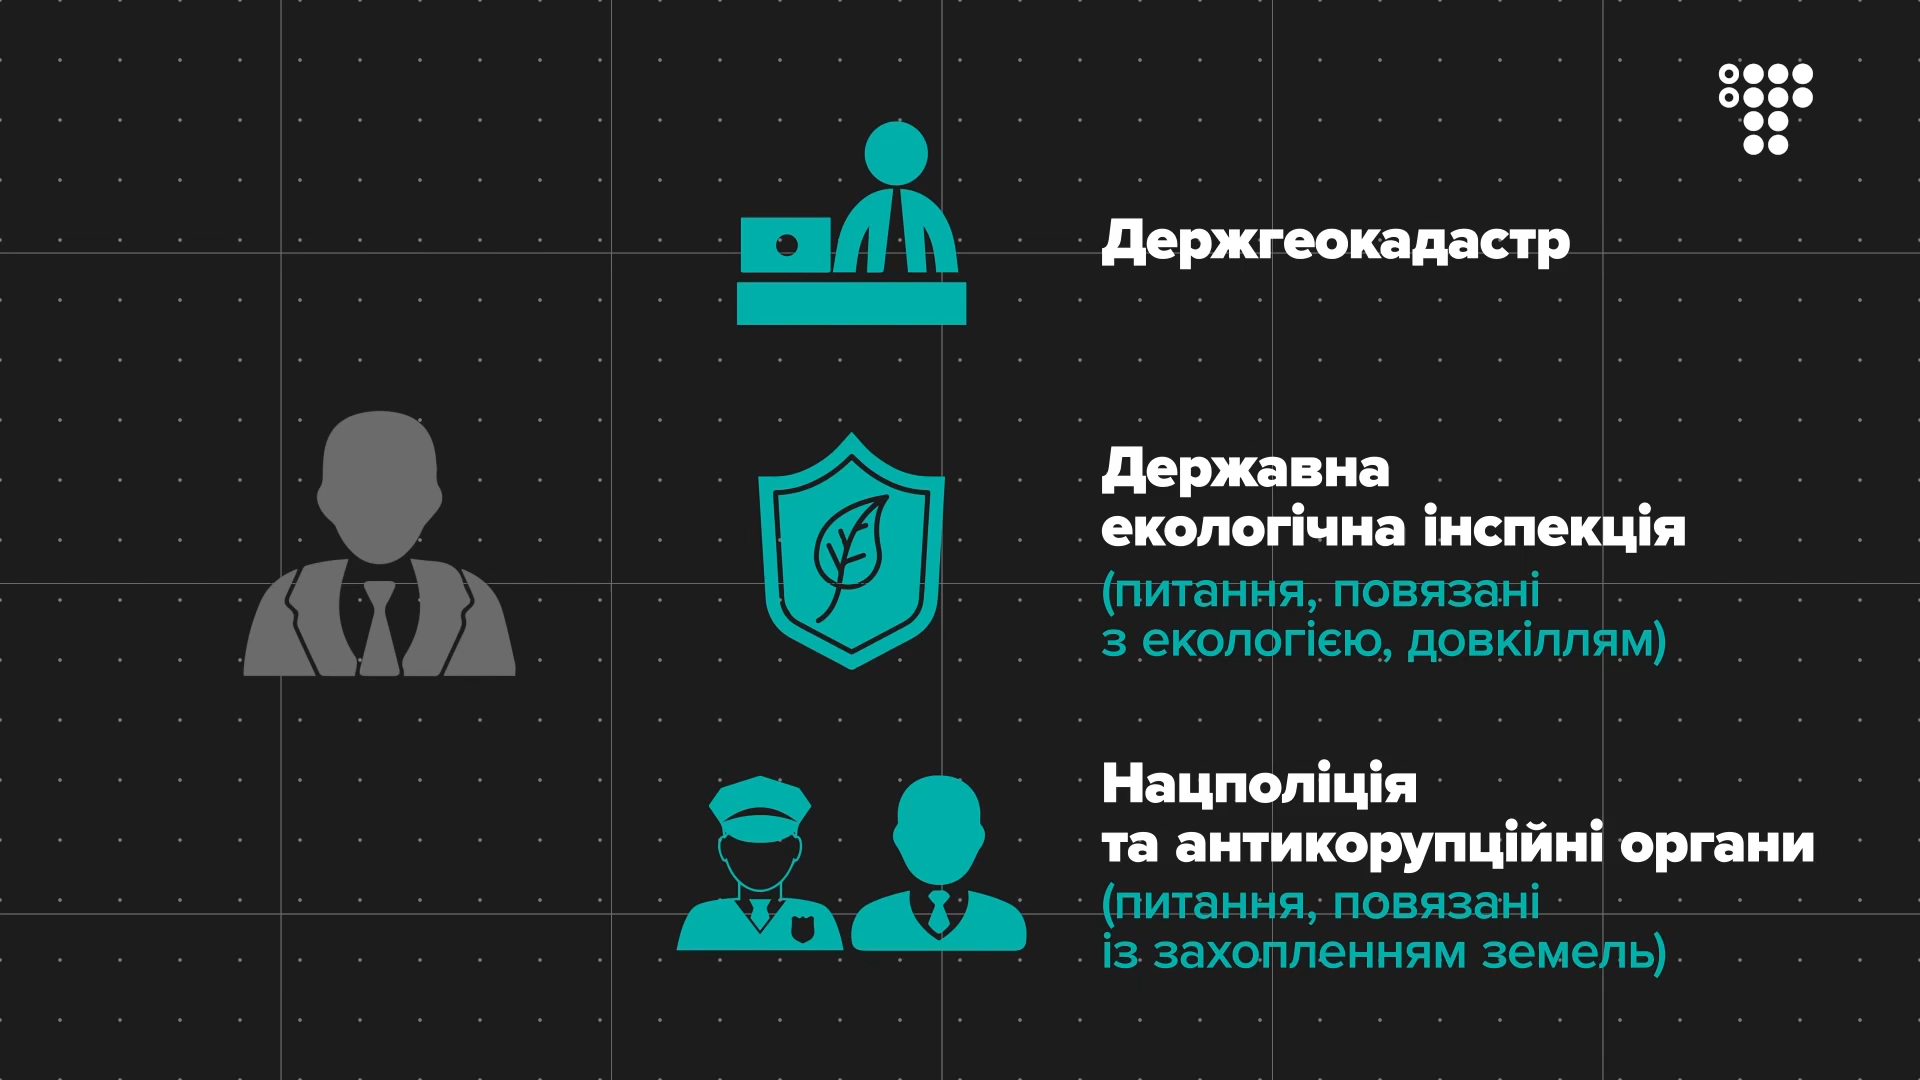 Держгеокадастр
Державна
екологічна інспекція
(питання, повязані
з екологією, довкіллям)
Нацполіція
та антикорупційні органи
(питання, повязані
із захопленням земель)